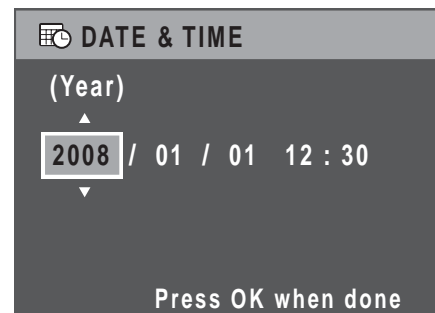 DATE & TIME
(Year)
2008 / 01 / 01 12 : 30
Press OK when done